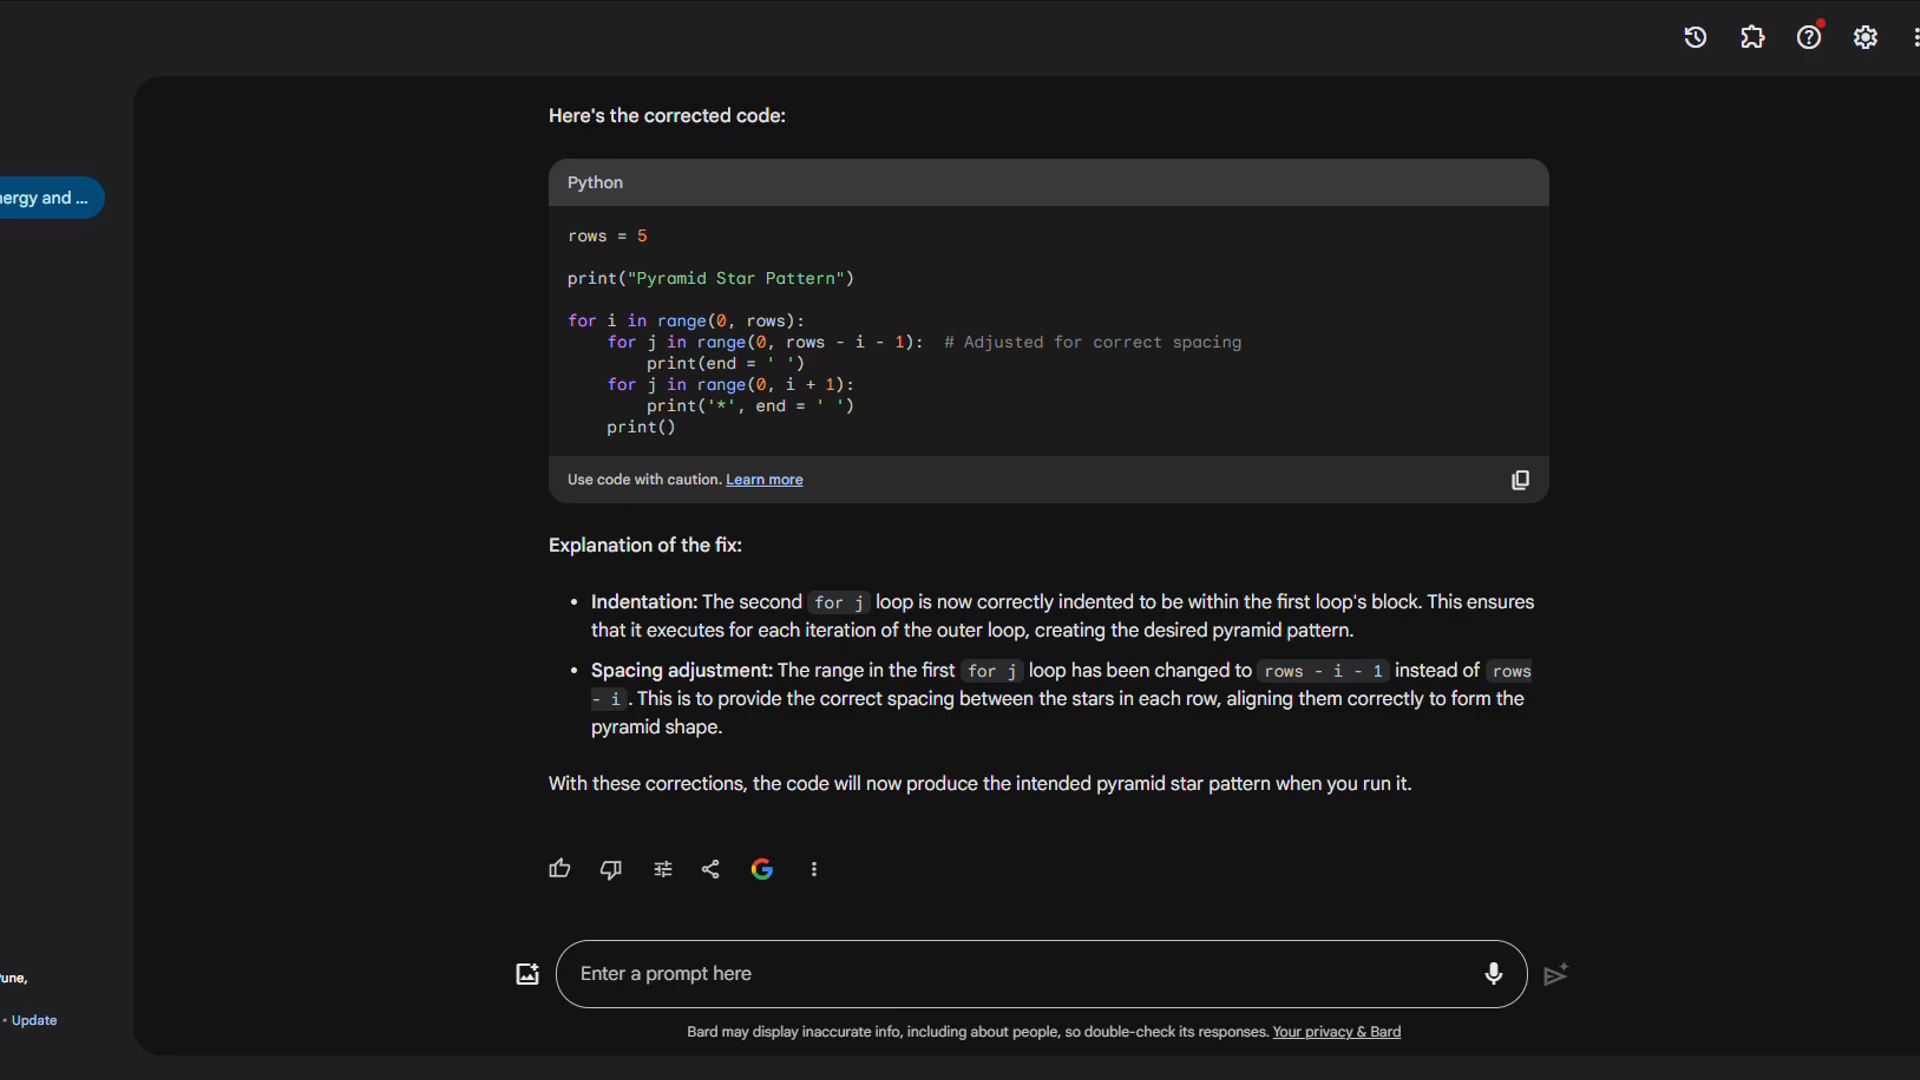 Here's the corrected code:
nergy and ...
Python
rows = 5
print("Pyramid Star Pattern")
for i in range(0, rows):
    for j in range(0, rows - i - 1):  # Adjusted for correct spacing
        print(end = ' ')
    for j in range(0, i + 1):
        print('*', end = ' ')
    print()
Use code with caution. Learn more
Explanation of the fix:
• Indentation: The second for j loop is now correctly indented to be within the first loop's block. This ensures
that it executes for each iteration of the outer loop, creating the desired pyramid pattern.
• Spacing adjustment: The range in the first for j loop has been changed to rows - i - 1 instead of rows
- i. This is to provide the correct spacing between the stars in each row, aligning them correctly to form the
pyramid shape.
With these corrections, the code will now produce the intended pyramid star pattern when you run it.
Enter a prompt here
une,
• Update
Bard may display inaccurate info, including about people, so double-check its responses. Your privacy & Bard